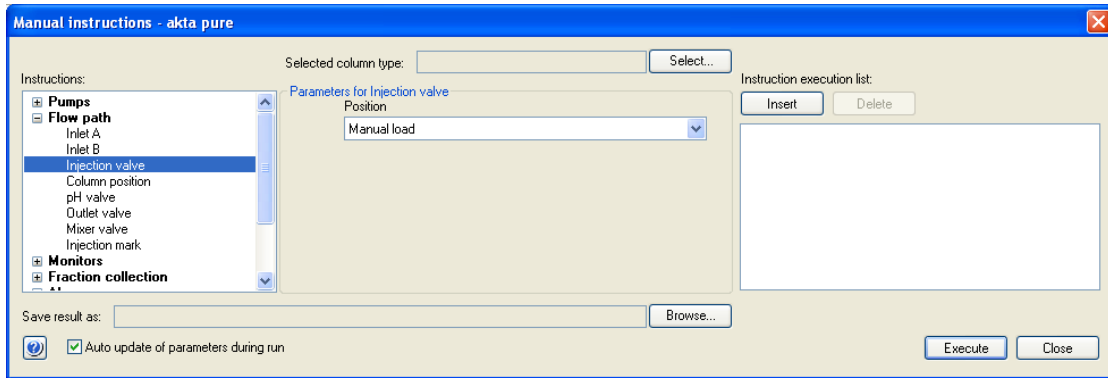 Manual instructions - akta pure
Selected column type:
Select...
Instructions:
Pumps
Flow path
Inlet A
Inlet B
Injection valve
Column position
pH valve
Outlet valve
Mixer valve
Injection mark
Monitors
Fraction collection
Parameters for Injection valve
Position
Manual load
Instruction execution list:
Insert
Delete
Save result as:
Browse...
Auto update of parameters during run
Execute
Close